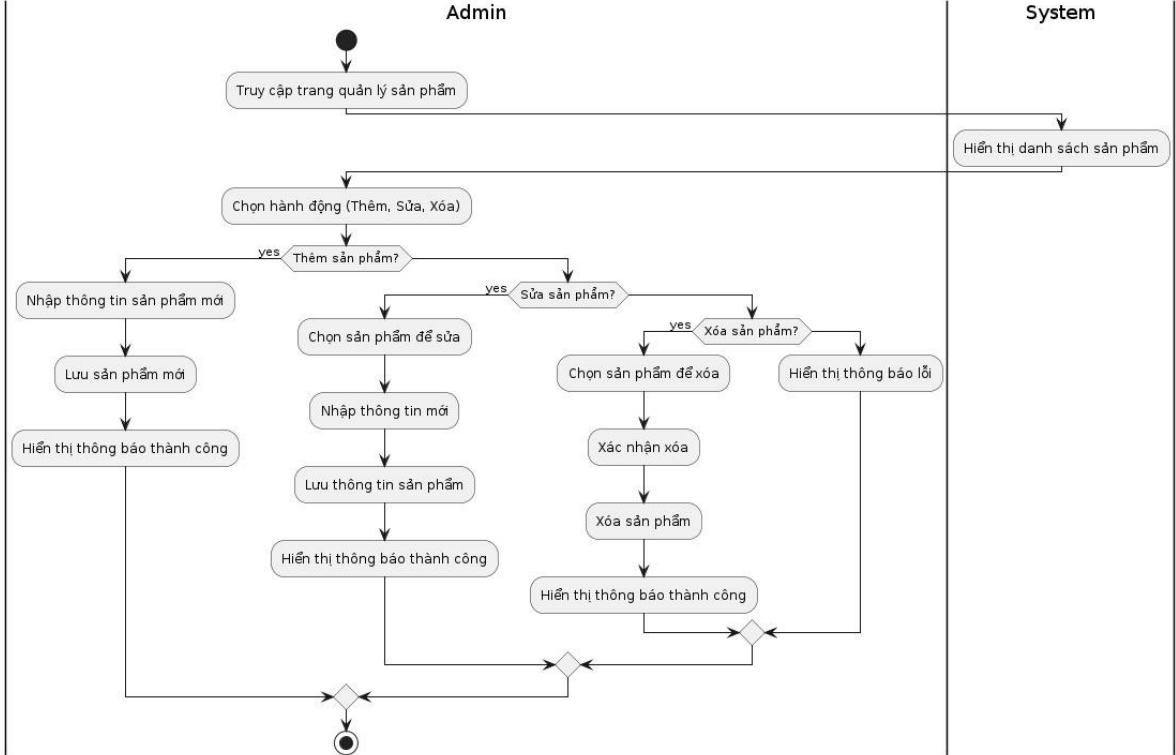 Admin
System
Truy cập trang quản lý sản phẩm
Hiển thị danh sách sản phẩm
Chọn hành động (Thêm, Sửa, Xóa)
yes
Thêm sản phẩm?
Nhập thông tin sản phẩm mới
Lưu sản phẩm mới
Hiển thị thông báo thành công
yes
Sửa sản phẩm?
Chọn sản phẩm để sửa
Nhập thông tin mới
Lưu thông tin sản phẩm
Hiển thị thông báo thành công
yes
Xóa sản phẩm?
Chọn sản phẩm để xóa
Xác nhận xóa
Xóa sản phẩm
Hiển thị thông báo thành công
Hiển thị thông báo lỗi